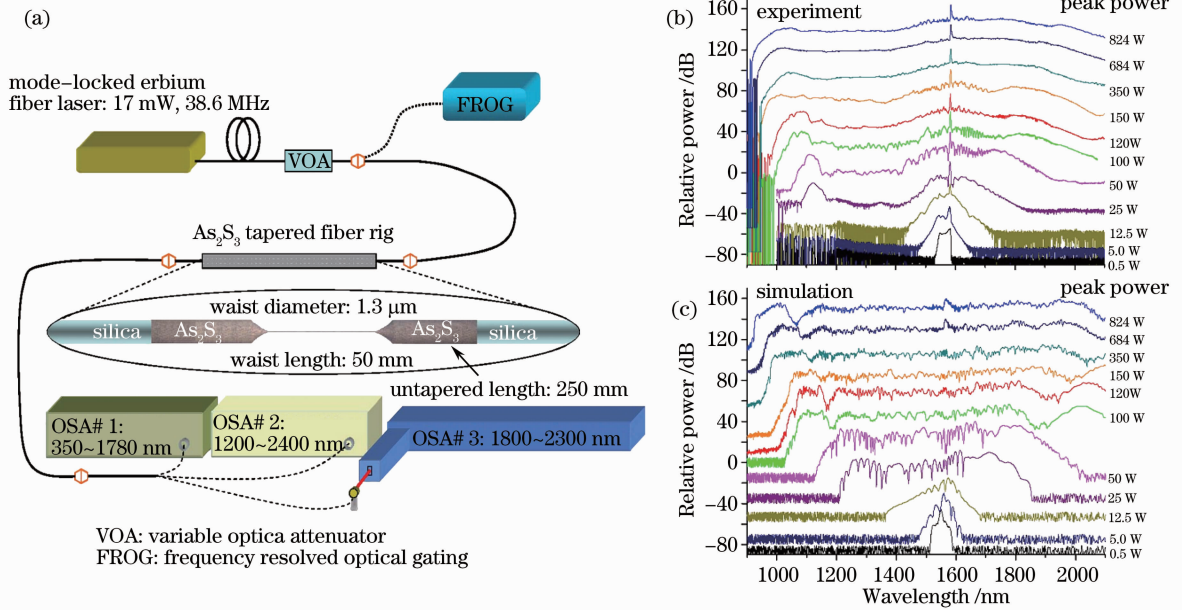 (a)
mode-locked erbium
fiber laser: 17 mW, 38.6 MHz
FROG
VOA
As2S3 tapered fiber rig
waist diameter: 1.3 μm
silica
As2S3
As2S3
silica
waist length: 50 mm
untapered length: 250 mm
OSA# 1:
350~1780 nm
OSA# 2:
1200~2400 nm
OSA# 3: 1800~2300 nm
VOA: variable optica attenuator
FROG: frequency resolved optical gating
(b)
experiment
peak power
Relative power /dB
160
120
80
40
0
−40
−80
824 W
684 W
350 W
150 W
120W
100 W
50 W
25 W
12.5 W
5.0 W
0.5 W
(c)
simulation
peak power
Relative power /dB
160
120
80
40
0
−40
−80
824 W
684 W
350 W
150 W
120W
100 W
50 W
25 W
12.5 W
5.0 W
0.5 W
1000 1200 1400 1600 1800 2000
Wavelength /nm